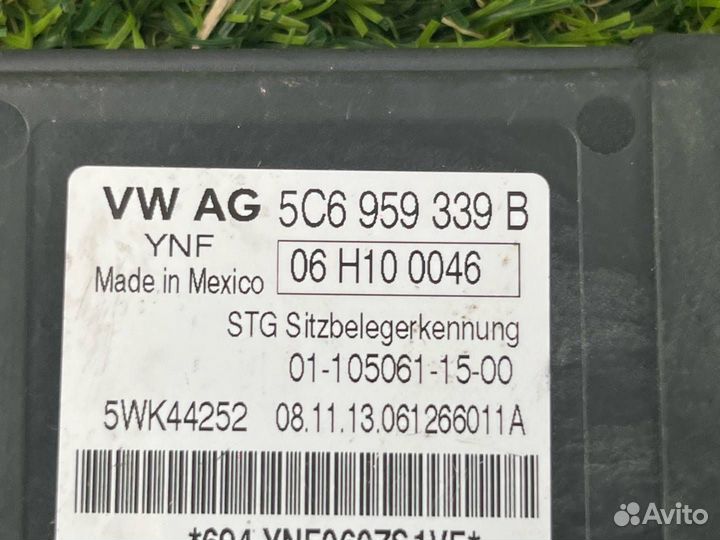 VW AG 5C6 959 339 B
YNF
06 H10 0046
Made in Mexico
STG Sitzbelegerkennung
01-105061-15-00
5WK44252 08.11.13.061266011A
Avito